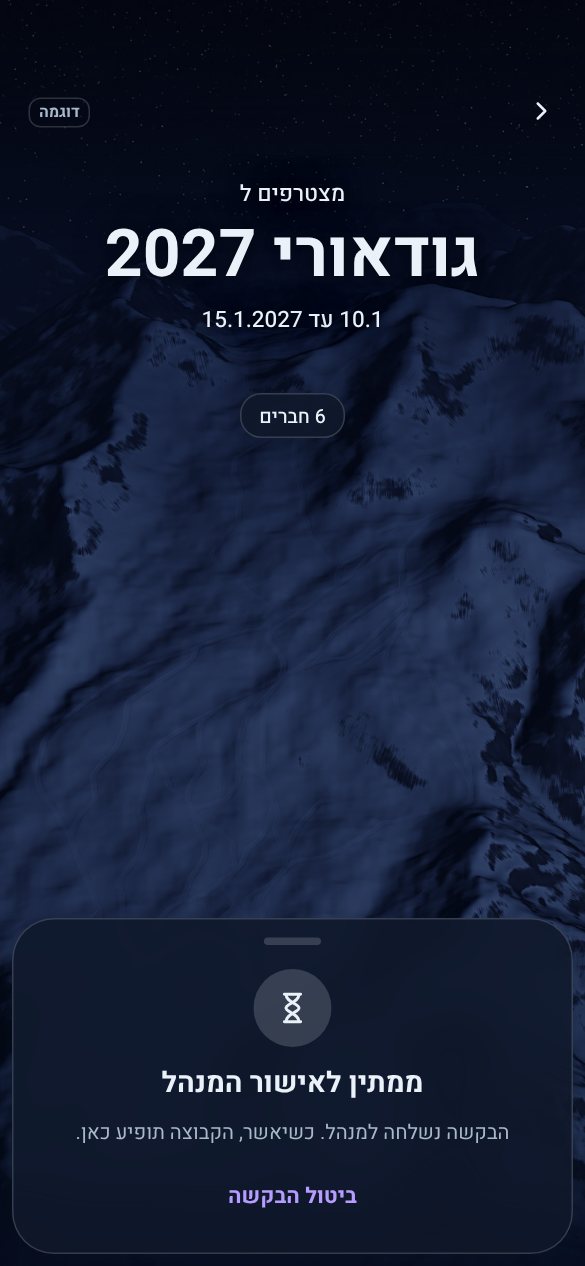 דוגמה
מצטרפים ל
גודאורי 2027
10.1 עד 15.1.2027
6 חברים
ממתין לאישור המנהל
הבקשה נשלחה למנהל. כשיאשר, הקבוצה תופיע כאן.
ביטול הבקשה